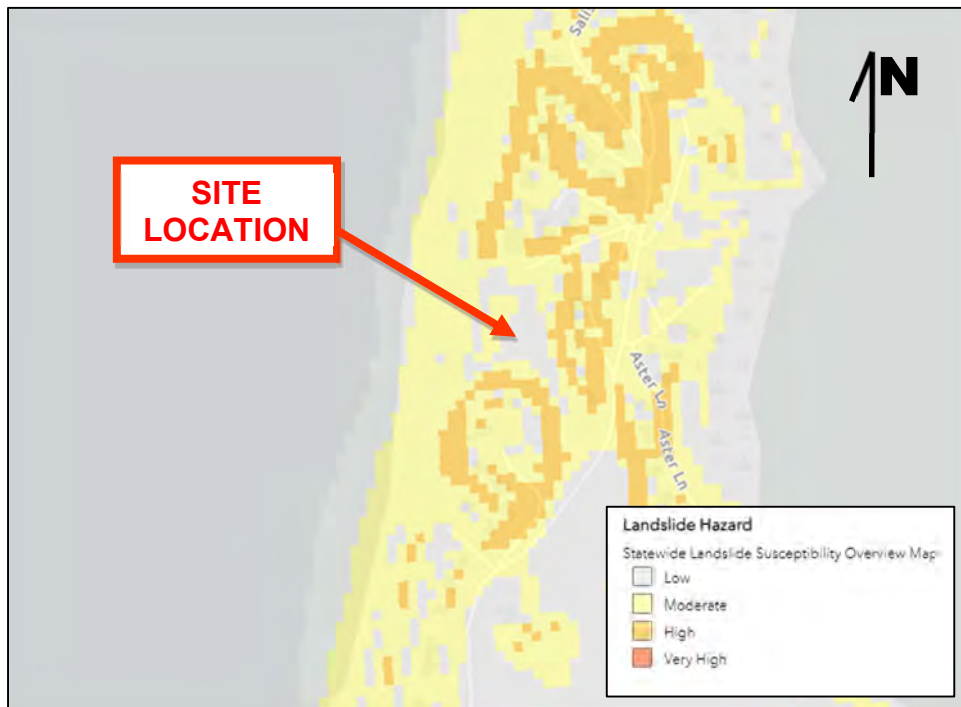 N
SITE
LOCATION
Aster Ln
Aster Ln
Landslide Hazard
Statewide Landslide Susceptibility Overview Map
Low
Moderate
High
Very High